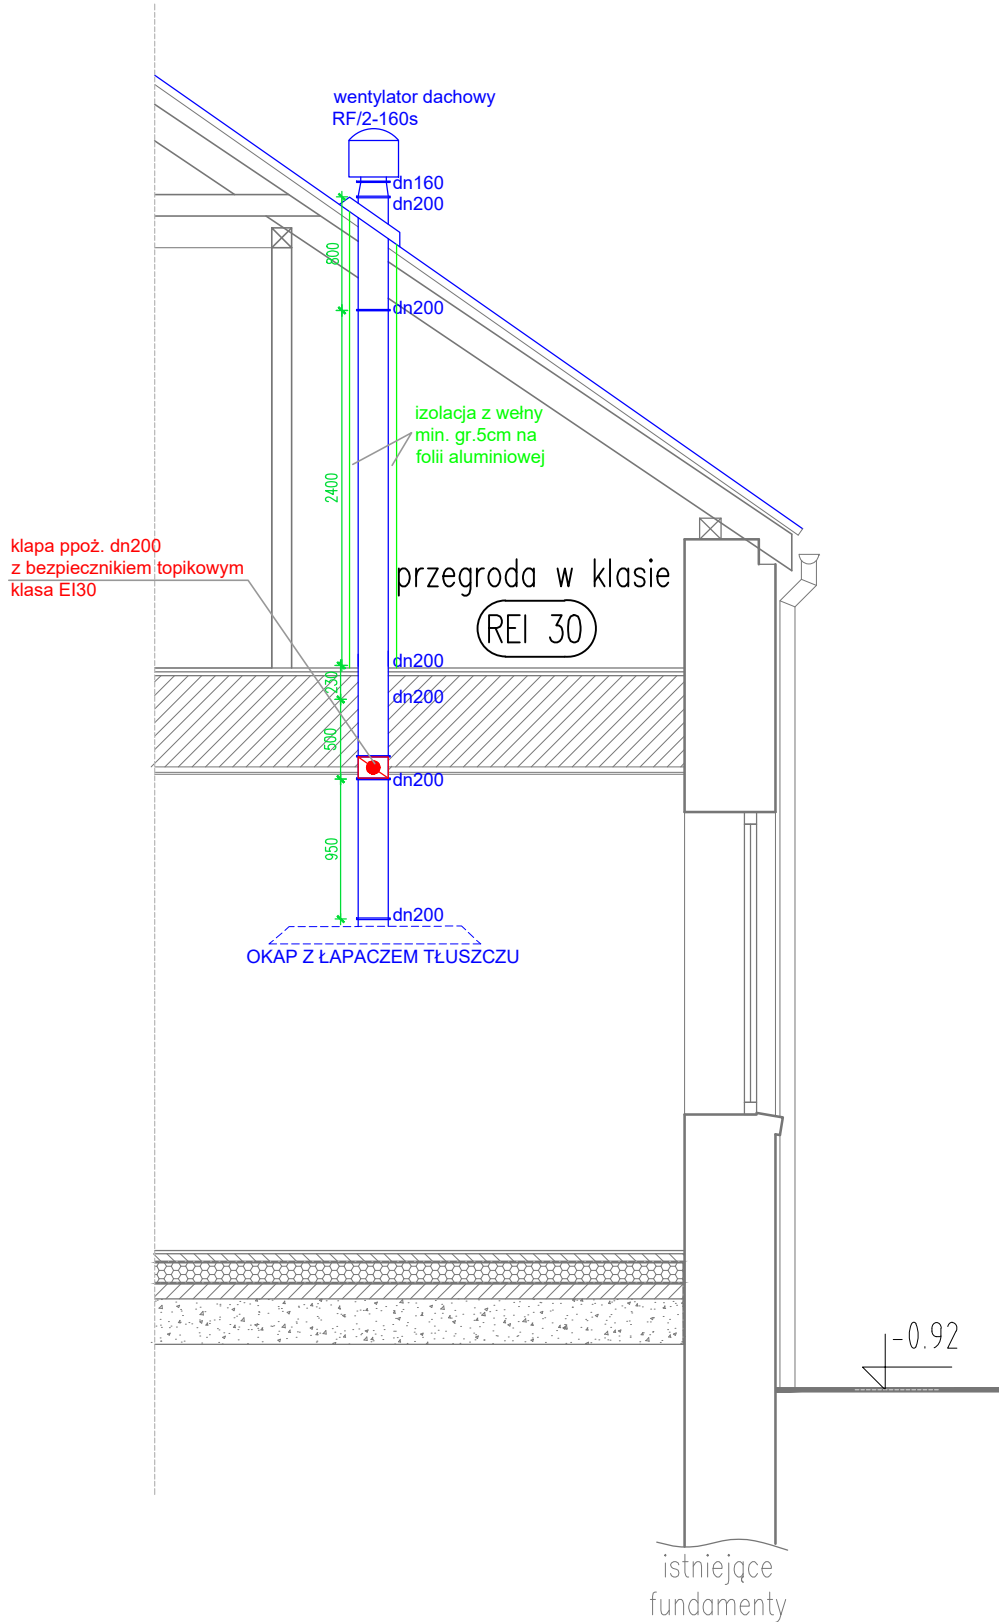 wentylator dachowy
RF/2-160s
dn160
dn200
800
dn200
izolacja z wełny
min. gr.5cm na
folii aluminiowej
2400
klapa ppoż. dn200
z bezpiecznikiem topikowym
klasa EI30
przegroda w klasie
REI 30
dn200
230
dn200
500
dn200
950
dn200
OKAP Z ŁAPACZEM TŁUSZCZU
-0.92
istniejące
fundamenty